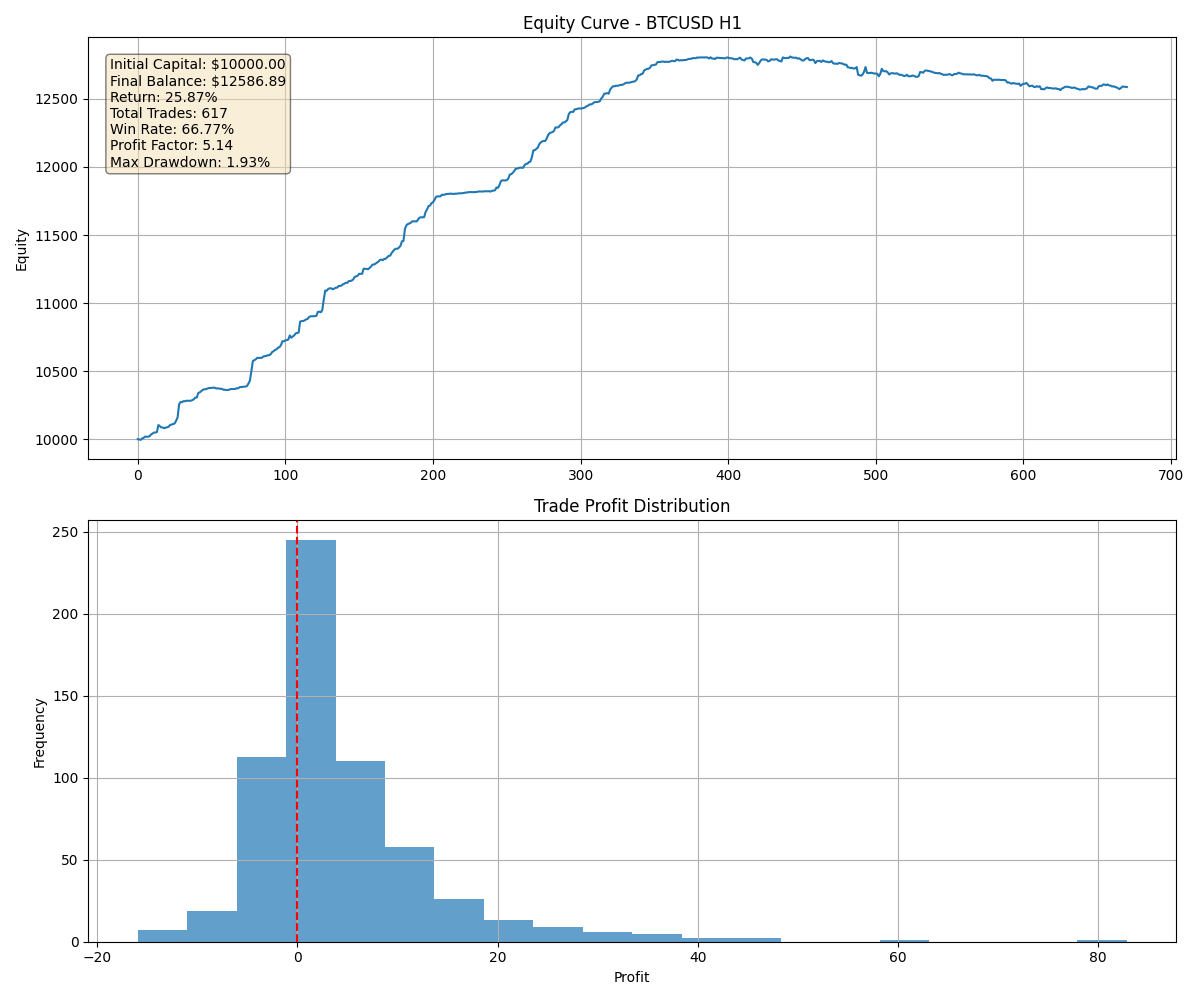 Equity Curve - BTCUSD H1
Initial Capital: $10000.00
Final Balance: $12586.89
Return: 25.87%
Total Trades: 617
Win Rate: 66.77%
Profit Factor: 5.14
Max Drawdown: 1.93%
Equity
12500
12000
11500
11000
10500
10000
0 100 200 300 400 500 600 700
Trade Profit Distribution
Frequency
250
200
150
100
50
0
−20 0 20 40 60 80
Profit